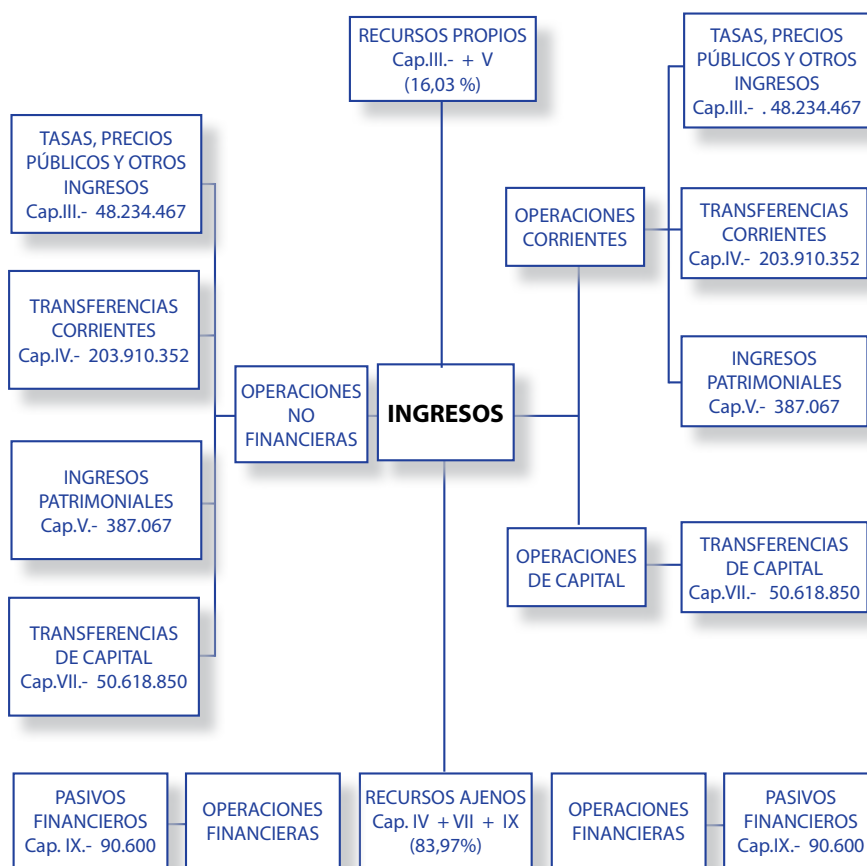 RECURSOS PROPIOS
Cap.III.- + V
(16,03 %)
TASAS, PRECIOS
PÚBLICOS Y OTROS
INGRESOS
Cap.III.- . 48.234.467
TASAS, PRECIOS
PÚBLICOS Y OTROS
INGRESOS
Cap.III.- 48.234.467
OPERACIONES
CORRIENTES
TRANSFERENCIAS
CORRIENTES
Cap.IV.- 203.910.352
TRANSFERENCIAS
CORRIENTES
Cap.IV.- 203.910.352
OPERACIONES
NO
FINANCIERAS
INGRESOS
INGRESOS
PATRIMONIALES
Cap.V.- 387.067
INGRESOS
PATRIMONIALES
Cap.V.- 387.067
OPERACIONES
DE CAPITAL
TRANSFERENCIAS
DE CAPITAL
Cap.VII.- 50.618.850
TRANSFERENCIAS
DE CAPITAL
Cap.VII.- 50.618.850
PASIVOS
FINANCIEROS
Cap. IX.- 90.600
OPERACIONES
FINANCIERAS
RECURSOS AJENOS
Cap. IV + VII + IX
(83,97%)
OPERACIONES
FINANCIERAS
PASIVOS
FINANCIEROS
Cap.IX.- 90.600